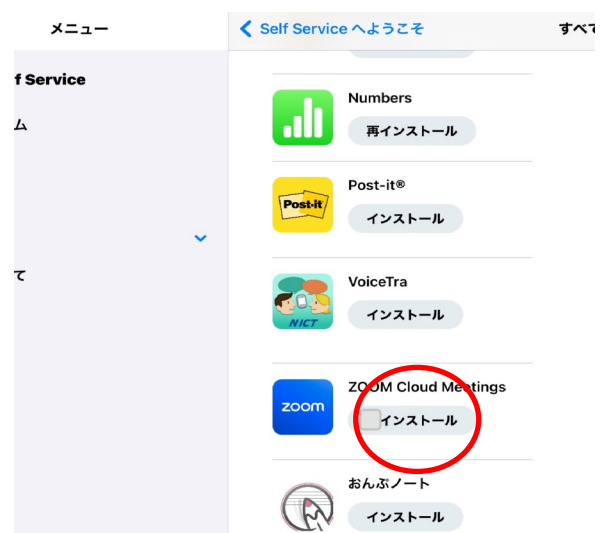 メニュー
Self Service へようこそ
すべて
f Service
ム
て
Numbers
再インストール
Post-it®
Post-it
インストール
VoiceTra
NICT
インストール
ZOOM Cloud Meetings
zoom
インストール
おんぷノート
インストール